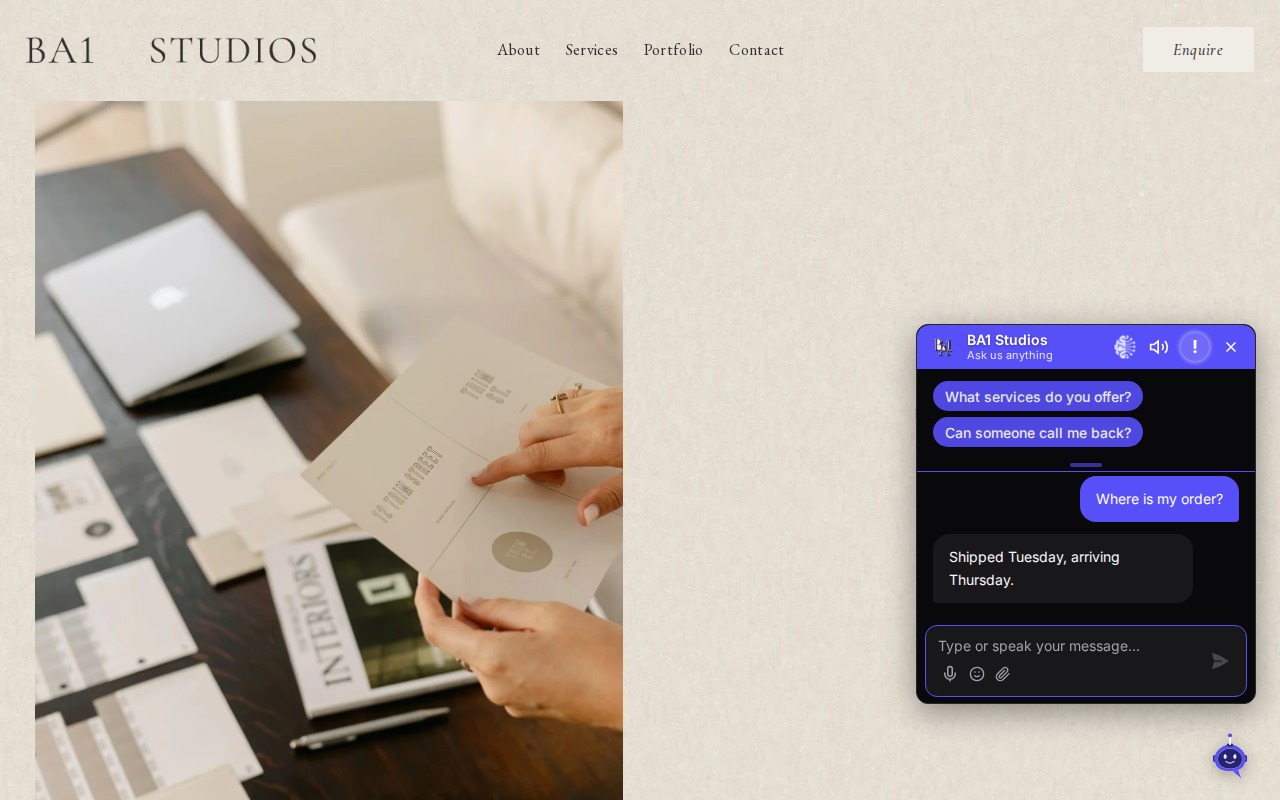 BA1 STUDIOS
About
Services
Portfolio
Contact
Enquire
INTERIORS
BA1 Studios
Ask us anything
!
What services do you offer?
Can someone call me back?
Where is my order?
Shipped Tuesday, arriving
Thursday.
Type or speak your message...